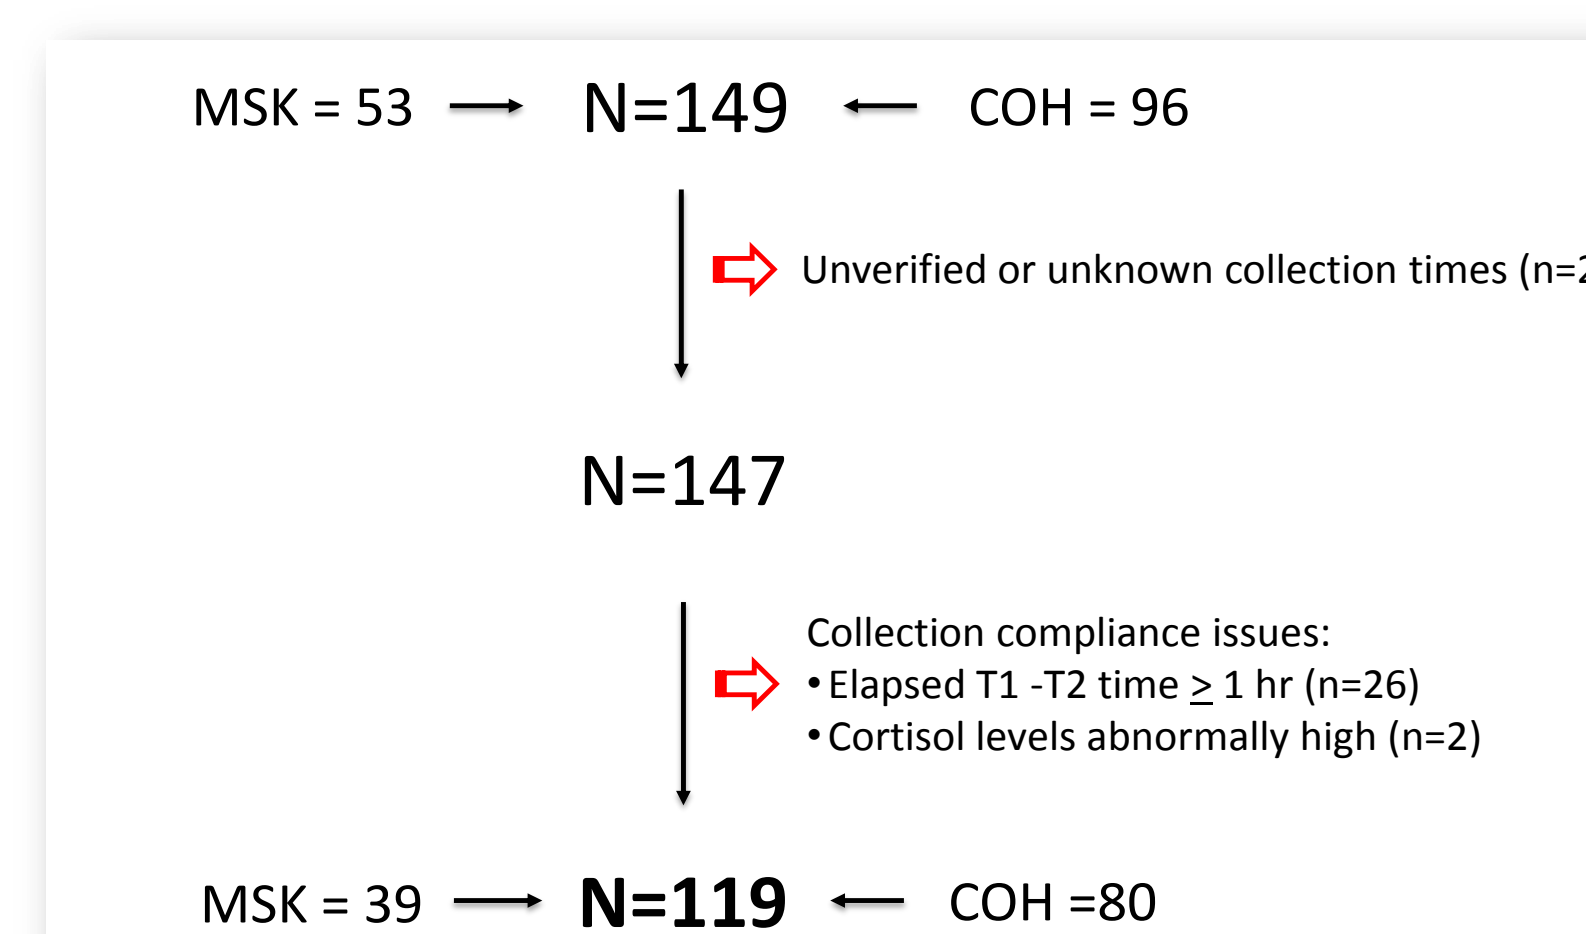 MSK = 53 N=149 COH = 96
Unverified or unknown collection times (n=2
N=147
Collection compliance issues:
• Elapsed T1 -T2 time ≥ 1 hr (n=26)
• Cortisol levels abnormally high (n=2)
MSK = 39 N=119 COH =80